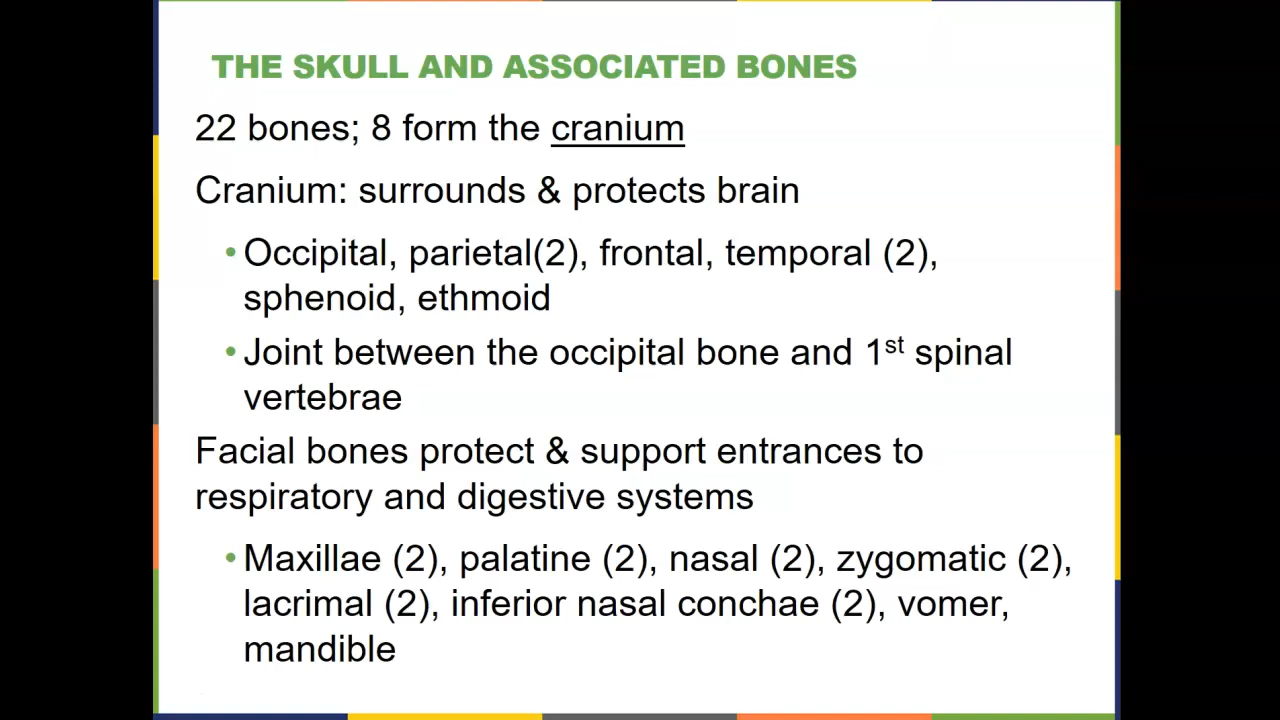 THE SKULL AND ASSOCIATED BONES
22 bones; 8 form the cranium
Cranium: surrounds & protects brain
•Occipital, parietal(2), frontal, temporal (2),
sphenoid, ethmoid
•Joint between the occipital bone and 1st spinal
vertebrae
Facial bones protect & support entrances to
respiratory and digestive systems
•Maxillae (2), palatine (2), nasal (2), zygomatic (2),
lacrimal (2), inferior nasal conchae (2), vomer,
mandible